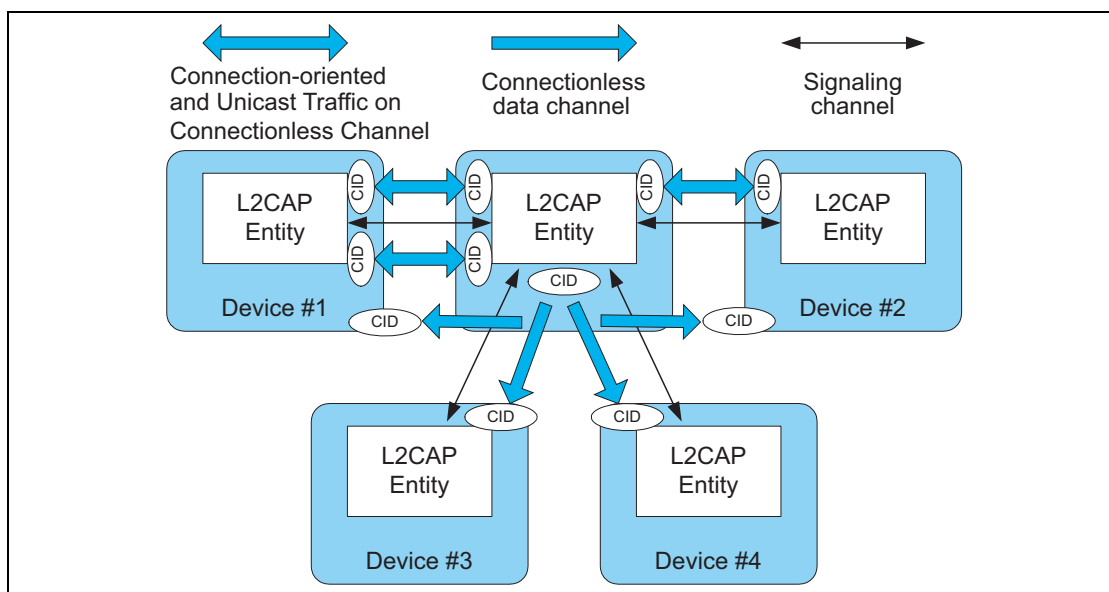 Connection-oriented
and Unicast Traffic on
Connectionless Channel
Connectionless
data channel
Signaling
channel
L2CAP
Entity
CID
CID
Device #1
CID
CID
CID
L2CAP
Entity
CID
CID
CID
L2CAP
Entity
Device #2
CID
CID
L2CAP
Entity
Device #3
CID
L2CAP
Entity
Device #4